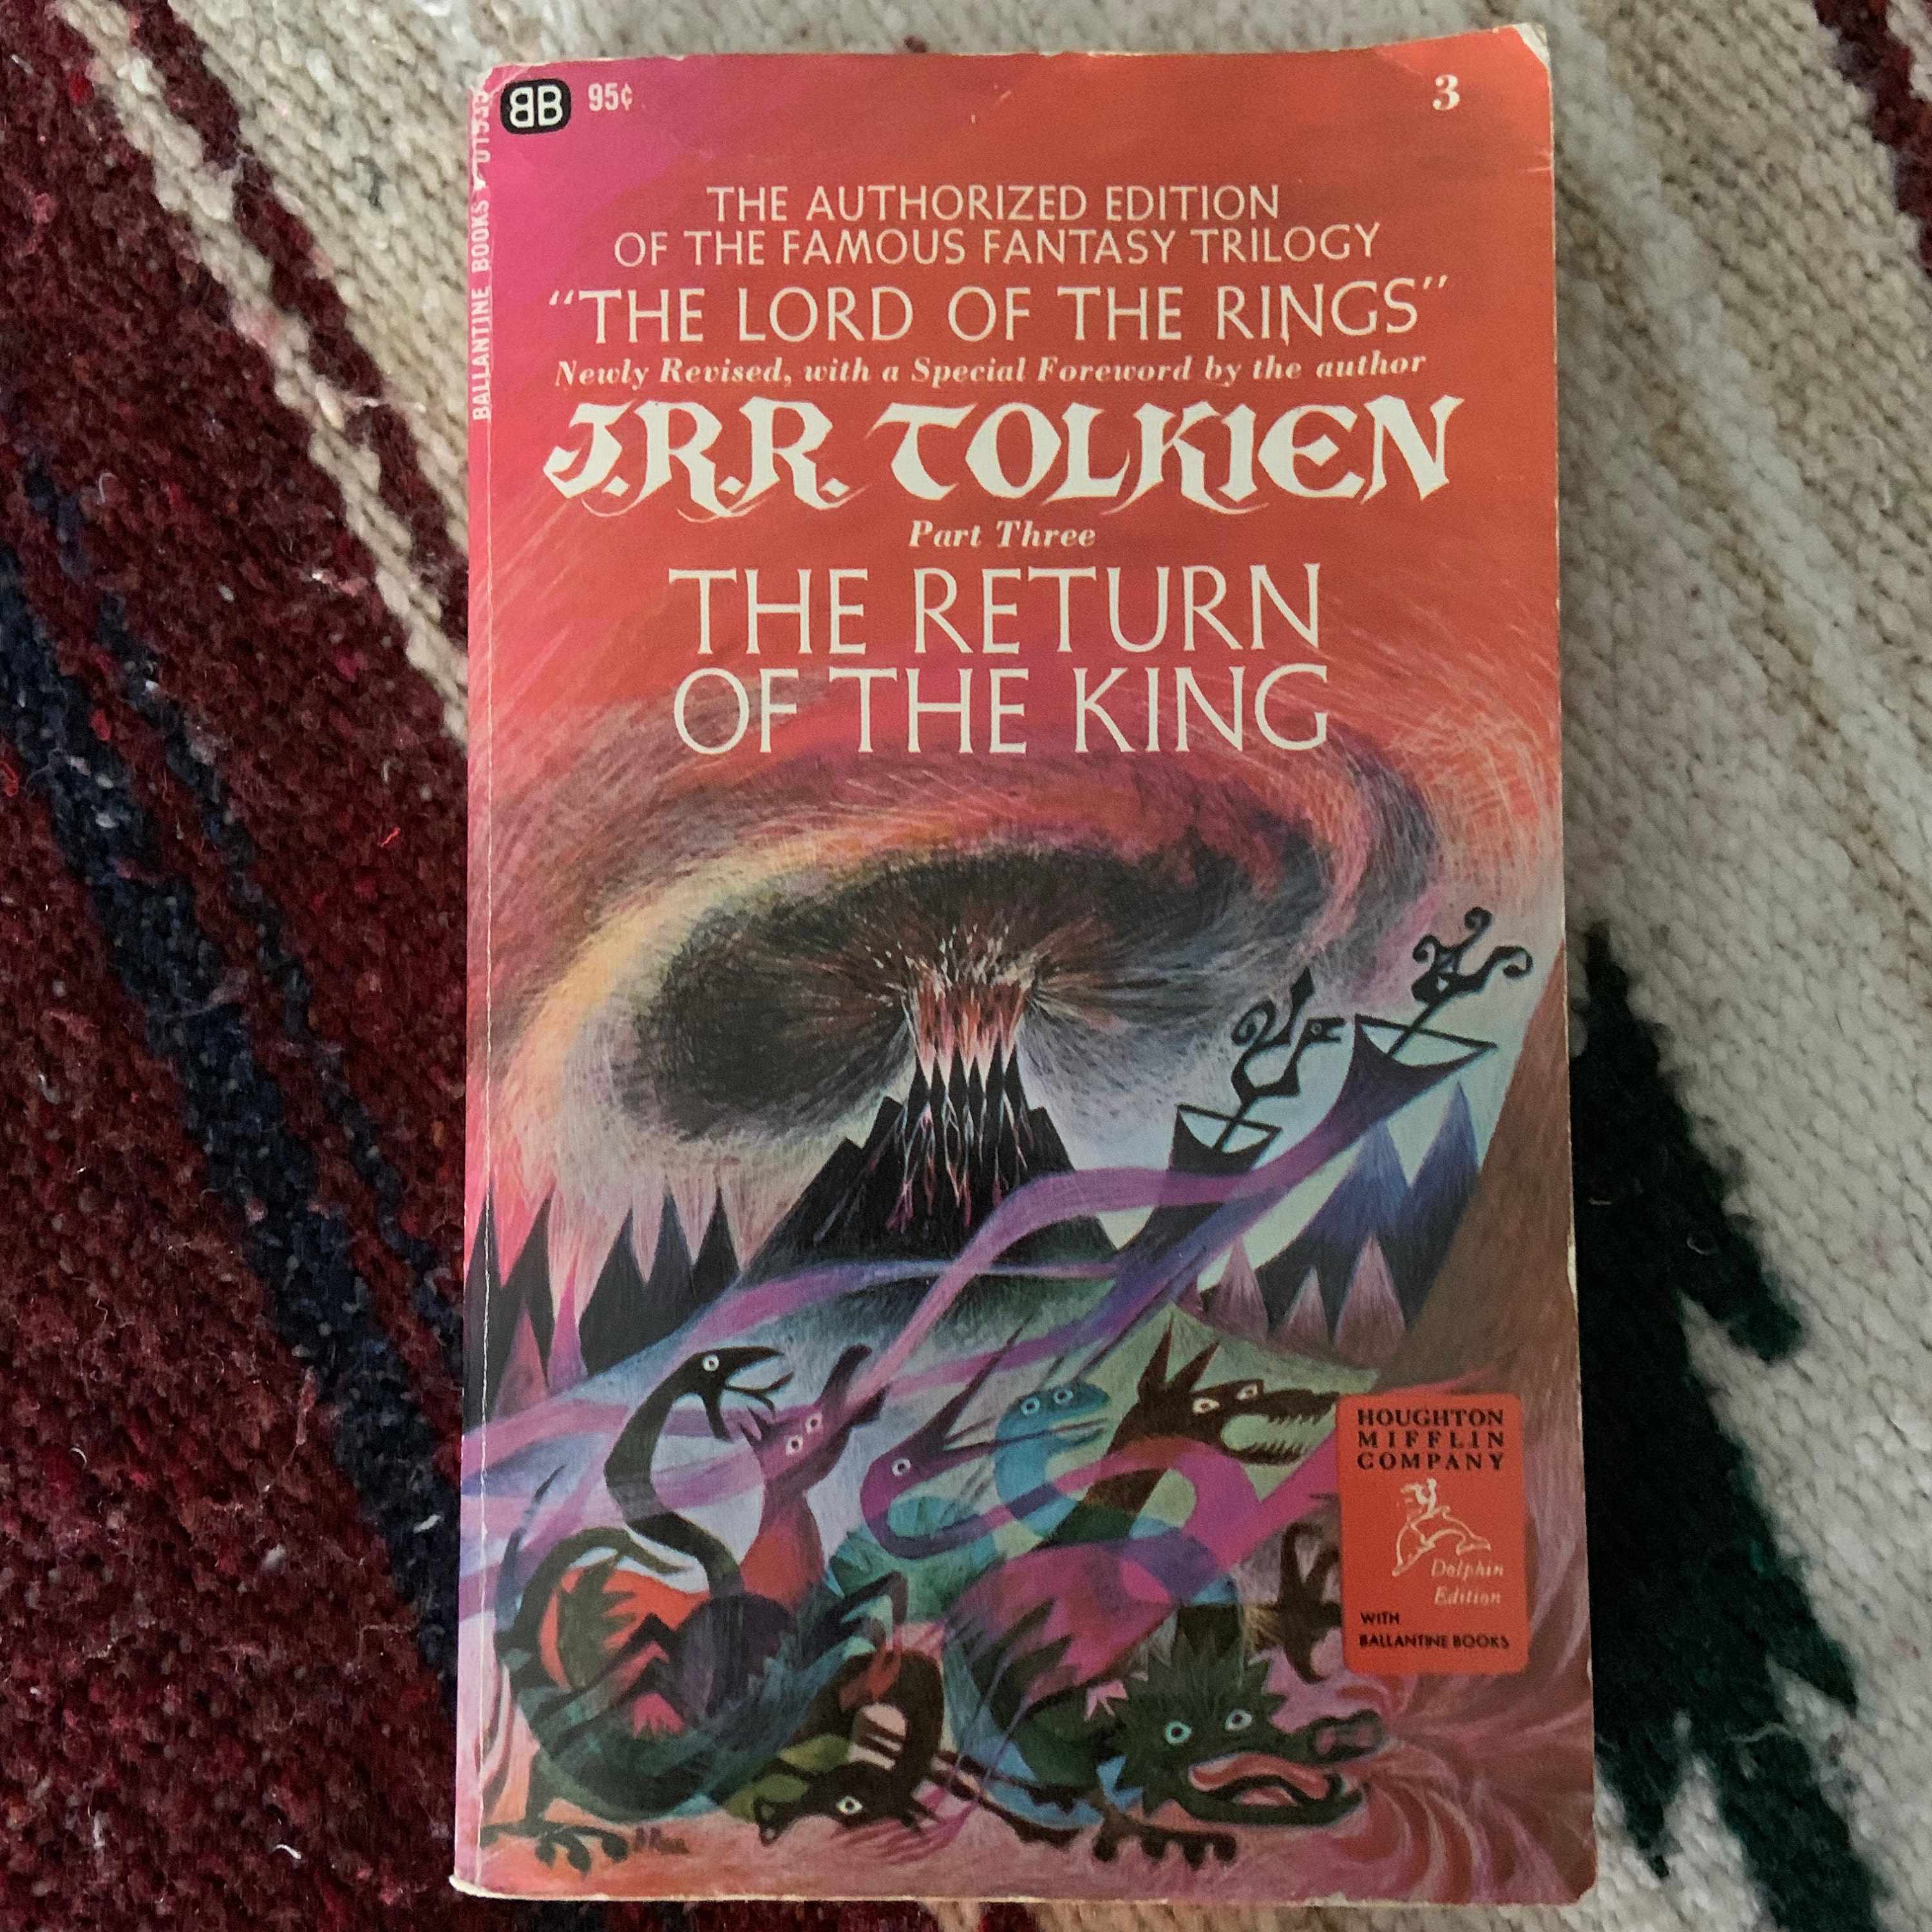 BB 95¢
3
BALLANTINE BOOKS
THE AUTHORIZED EDITION
OF THE FAMOUS FANTASY TRILOGY
“THE LORD OF THE RINGS”
Newly Revised, with a Special Foreword by the author
J.R.R. TOLKIEN
Part Three
THE RETURN
OF THE KING
HOUGHTON
MIFFLIN
COMPANY
Dolphin
Edition
WITH
BALLANTINE BOOKS